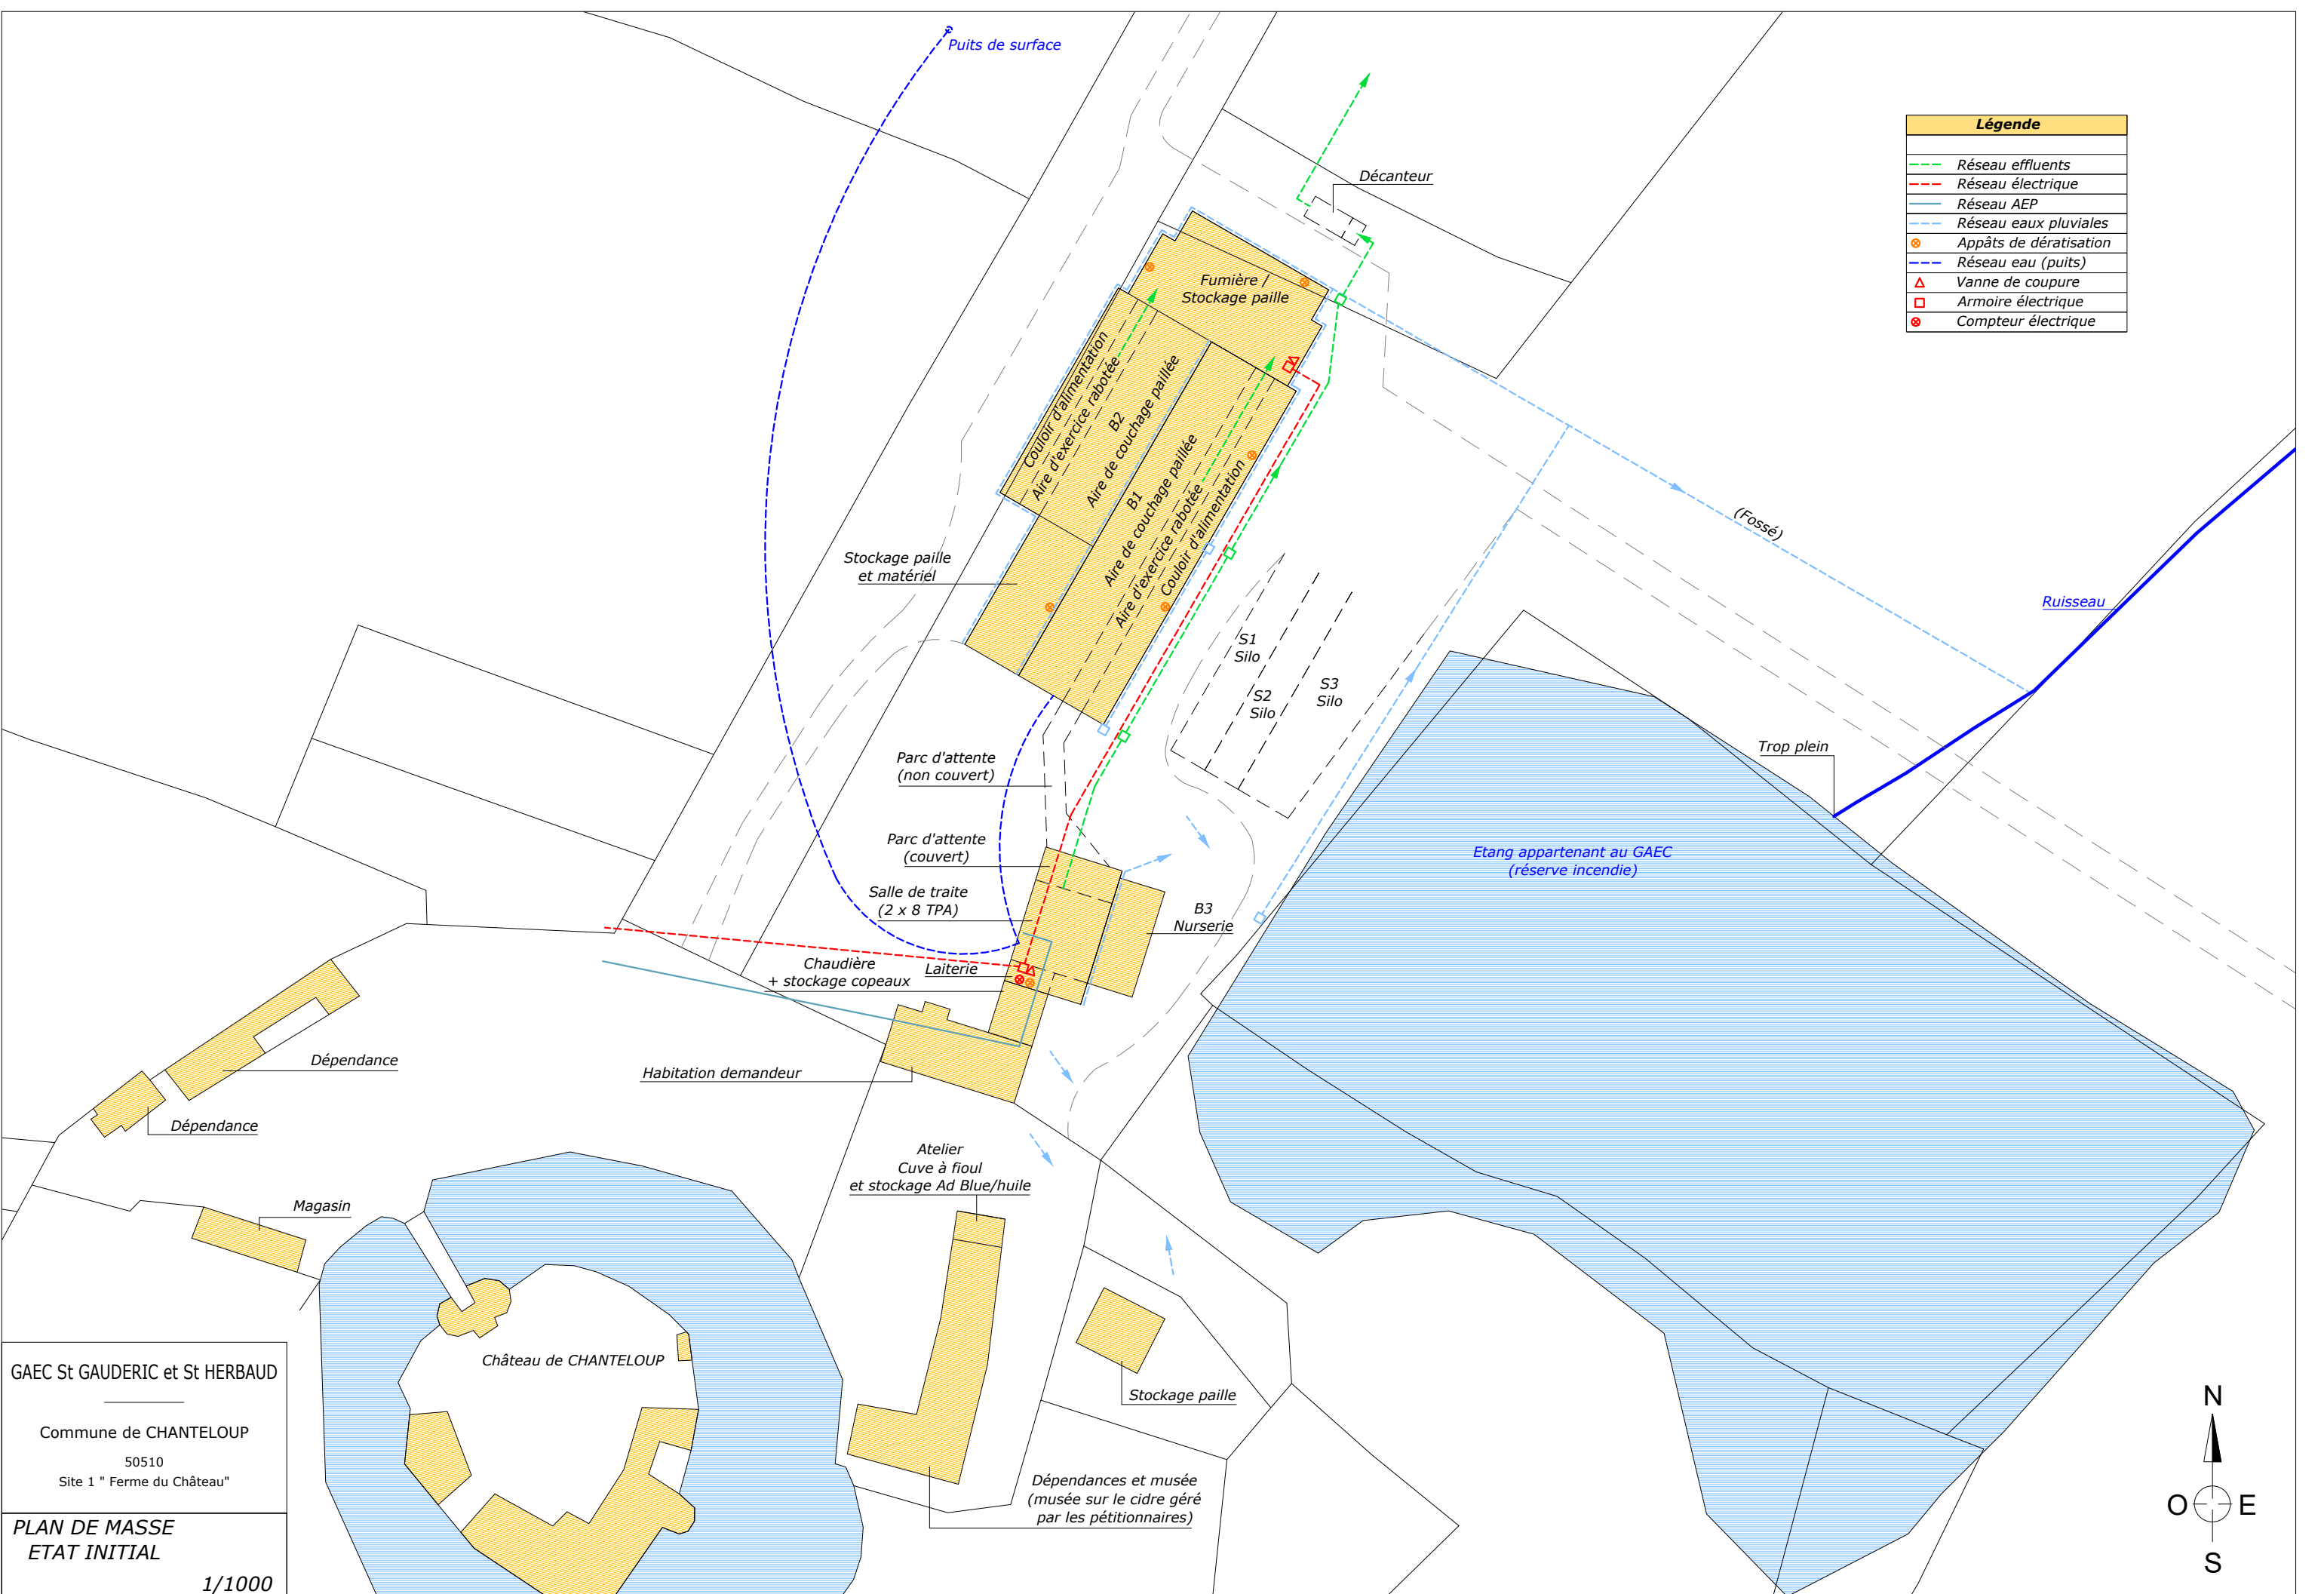 Puits de surface
Légende
Réseau effluents
Réseau électrique
Réseau AEP
Réseau eaux pluviales
Appâts de dératisation
Réseau eau (puits)
Vanne de coupure
Armoire électrique
Compteur électrique
Décanteur
Fumière /
Stockage paille
Couloir d'alimentation
Aire d'exercice rabotée
B2
Aire de couchage paillée
B1
Aire de couchage paillée
Aire d'exercice rabotée
Couloir d'alimentation
Stockage paille
et matériel
(Fossé)
Ruisseau
S1
Silo
S2
Silo
S3
Silo
Trop plein
Parc d'attente
(non couvert)
Parc d'attente
(couvert)
Salle de traite
(2 x 8 TPA)
B3
Nurserie
Etang appartenant au GAEC
(réserve incendie)
Chaudière
+ stockage copeaux
Laiterie
Habitation demandeur
Dépendance
Dépendance
Magasin
Atelier
Cuve à fioul
et stockage Ad Blue/huile
Château de CHANTELOUP
Stockage paille
Dépendances et musée
(musée sur le cidre géré
par les pétitionnaires)
GAEC St GAUDERIC et St HERBAUD
Commune de CHANTELOUP
50510
Site 1 " Ferme du Château"
PLAN DE MASSE
ETAT INITIAL
1/1000
N
O E
S